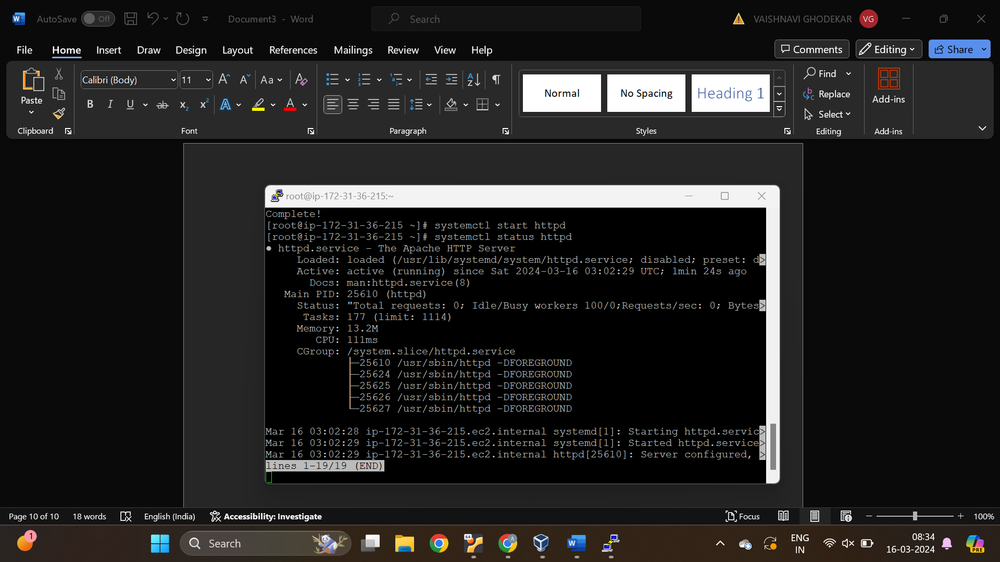 AutoSave Off Document3 - Word Search VAISHNAVI GHODEKAR VG
File Home Insert Draw Design Layout References Mailings Review View Help Comments Editing Share
Paste
Clipboard
Calibri (Body) 11
Aa
B I U ab x₂ x² A A
Font
Paragraph
Normal No Spacing Heading 1
Styles
Find
Replace
Select
Editing
Add-ins
Add-ins
root@ip-172-31-36-215:~
Complete!
[root@ip-172-31-36-215 ~]# systemctl start httpd
[root@ip-172-31-36-215 ~]# systemctl status httpd
● httpd.service - The Apache HTTP Server
Loaded: loaded (/usr/lib/systemd/system/httpd.service; disabled; preset: d>
Active: active (running) since Sat 2024-03-16 03:02:29 UTC; 1min 24s ago
Docs: man:httpd.service(8)
Main PID: 25610 (httpd)
Status: "Total requests: 0; Idle/Busy workers 100/0;Requests/sec: 0; Bytes>
Tasks: 177 (limit: 1114)
Memory: 13.2M
CPU: 111ms
CGroup: /system.slice/httpd.service
├─25610 /usr/sbin/httpd -DFOREGROUND
├─25624 /usr/sbin/httpd -DFOREGROUND
├─25625 /usr/sbin/httpd -DFOREGROUND
├─25626 /usr/sbin/httpd -DFOREGROUND
└─25627 /usr/sbin/httpd -DFOREGROUND
Mar 16 03:02:28 ip-172-31-36-215.ec2.internal systemd[1]: Starting httpd.servic>
Mar 16 03:02:29 ip-172-31-36-215.ec2.internal systemd[1]: Started httpd.service>
Mar 16 03:02:29 ip-172-31-36-215.ec2.internal httpd[25610]: Server configured, >
lines 1-19/19 (END)
Page 10 of 10 18 words English (India) Accessibility: Investigate Focus 100%
1 Search 64 A PRE
ENG
IN
08:34
16-03-2024